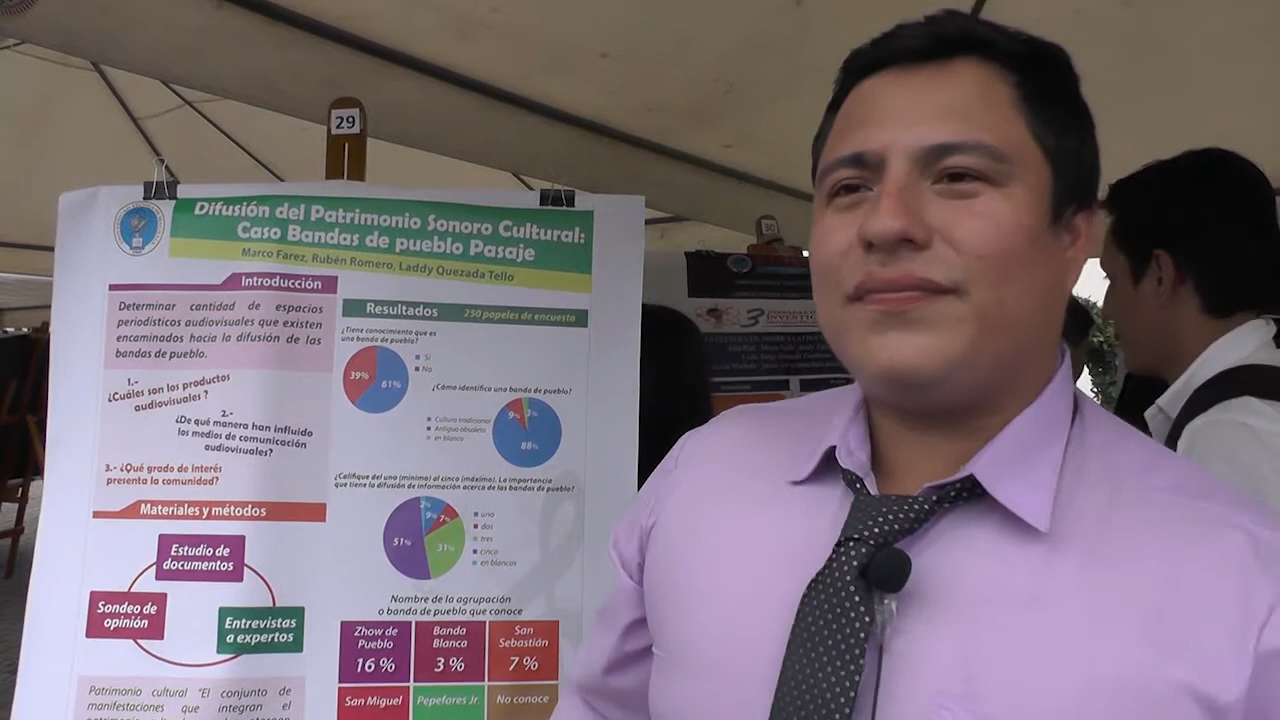 29
30
Difusión del Patrimonio Sonoro Cultural:
Caso Bandas de pueblo Pasaje
Marco Farez, Rubén Romero, Laddy Quezada Tello
Introducción
Determinar cantidad de espacios
periodísticos audiovisuales que existen
encaminados hacia la difusión de las
bandas de pueblo.
1.-
¿Cuáles son los productos
audiovisuales ?
2.-
¿De qué manera han influido
los medios de comunicación
audiovisuales?
3.- ¿Qué grado de interés
presenta la comunidad?
Materiales y métodos
Estudio de
documentos
Sondeo de
opinión
Entrevistas
a expertos
Patrimonio cultural "El conjunto de
manifestaciones que integran el
Resultados 250 papeles de encuesta
¿Tiene conocimiento que es
una banda de pueblo?
39%
61%
Sí
No
¿Cómo identifica una banda de pueblo?
Cultura tradicional
Antigua obsoleta
en blanco
9%
3%
88%
¿Califique del uno (mínimo) al cinco (máximo). La importancia
que tiene la difusión de información acerca de las bandas de pueblo?
2%
9%
7%
51%
31%
uno
dos
tres
cinco
en blancos
Nombre de la agrupación
o banda de pueblo que conoce
Zhow de
Pueblo
16 %
Banda
Blanca
3 %
San
Sebastián
7 %
San Miguel
Pepefares Jr.
No conoce
3